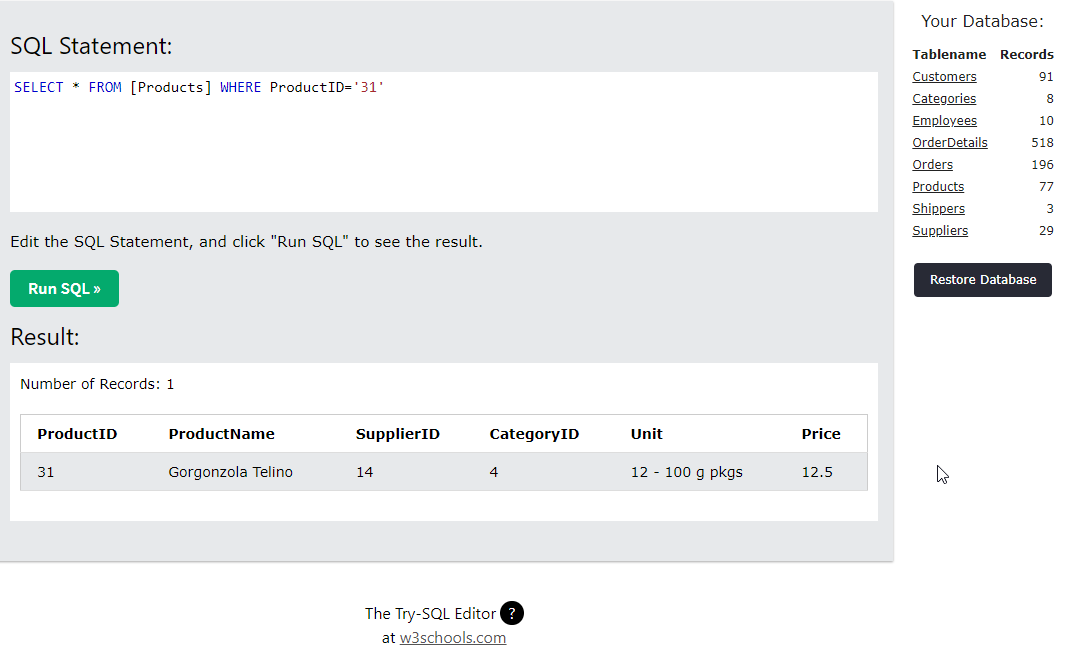 SQL Statement:
SELECT * FROM [Products] WHERE ProductID='31'
Edit the SQL Statement, and click "Run SQL" to see the result.
Run SQL »
Result:
Number of Records: 1
ProductID ProductName SupplierID CategoryID Unit Price
31 Gorgonzola Telino 14 4 12 - 100 g pkgs 12.5
The Try-SQL Editor ?
at w3schools.com
Your Database:
Tablename Records
Customers 91
Categories 8
Employees 10
OrderDetails 518
Orders 196
Products 77
Shippers 3
Suppliers 29
Restore Database